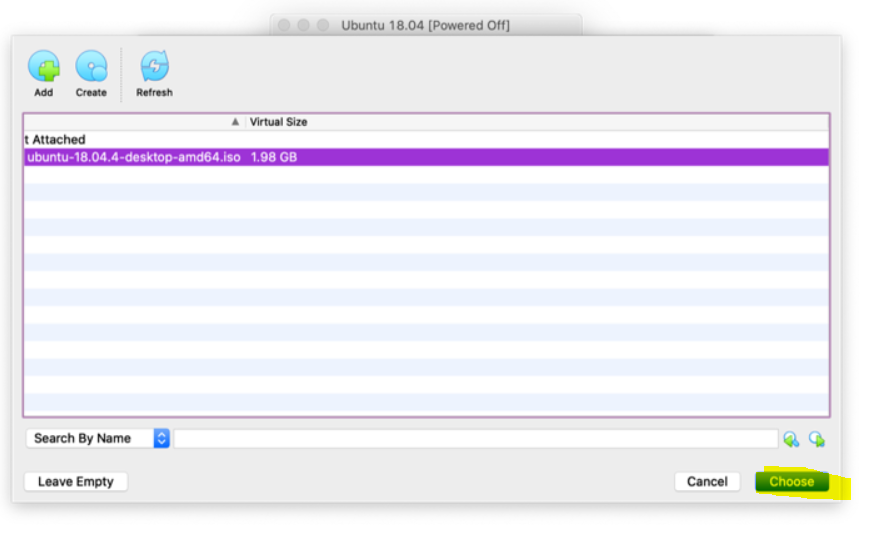 Ubuntu 18.04 [Powered Off]
Add Create Refresh
Virtual Size
t Attached
ubuntu-18.04.4-desktop-amd64.iso 1.98 GB
Search By Name
Leave Empty Cancel Choose